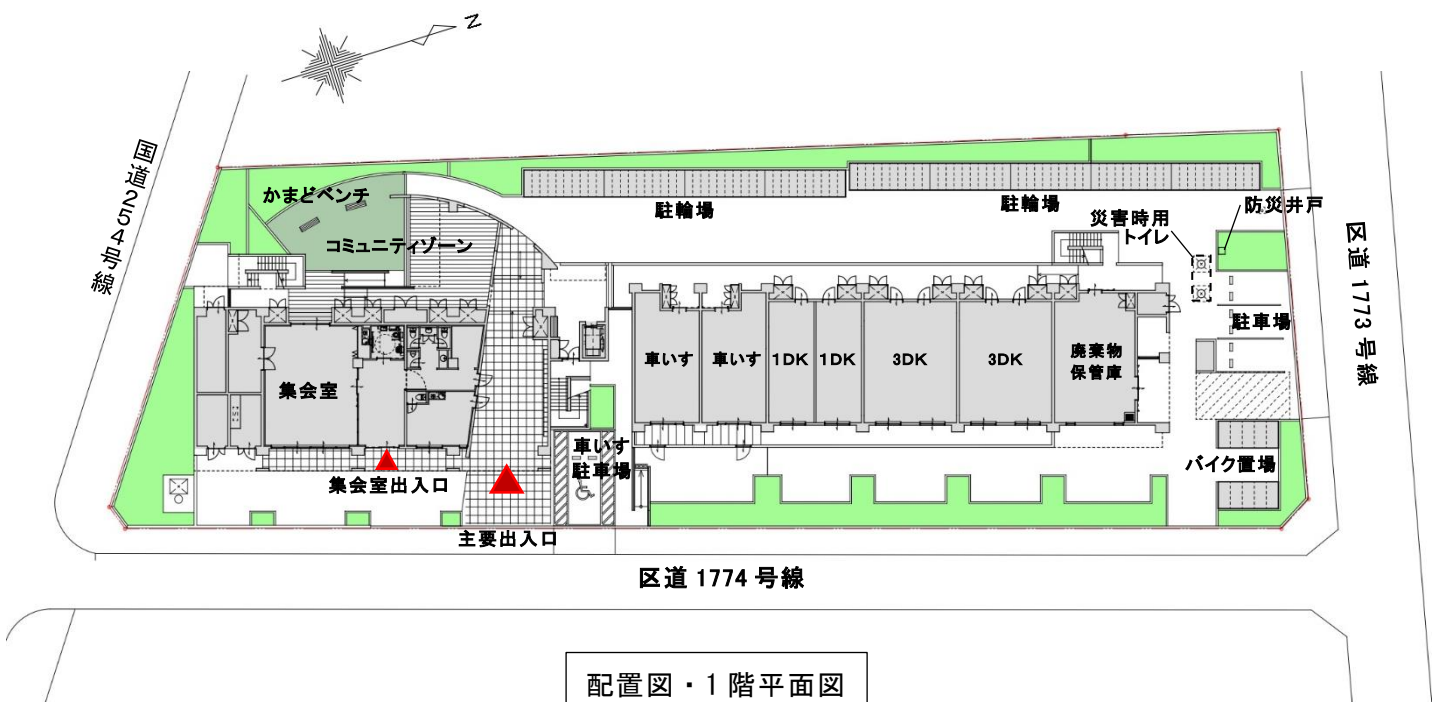 N
国道254号線
かまどベンチ
コミュニティゾーン
駐輪場
駐輪場
災害時用
トイレ
防災井戸
区道 1773 号線
駐車場
集会室
車いす
車いす
1DK
1DK
3DK
3DK
廃棄物
保管庫
車いす
駐車場
バイク置場
集会室出入口
主要出入口
区道 1774 号線
配置図・1階平面図